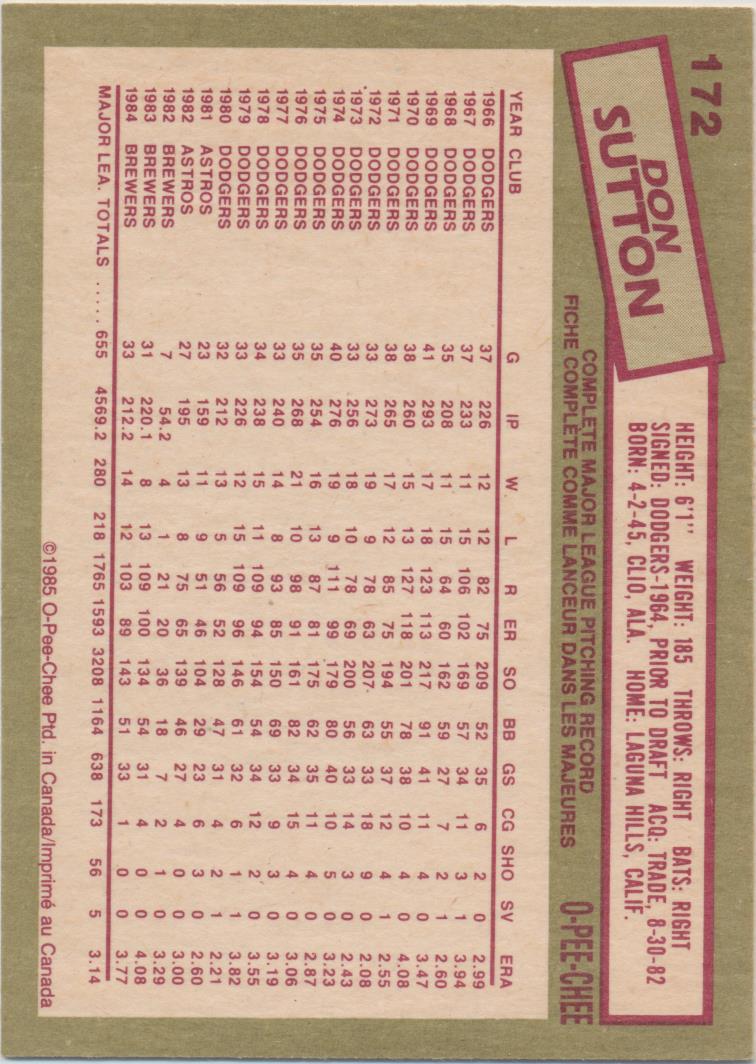 172
DON
SUTTON
HEIGHT: 6'1" WEIGHT: 185 THROWS: RIGHT BATS: RIGHT
SIGNED: DODGERS-1964, PRIOR TO DRAFT ACQ: TRADE, 8-30-82
BORN: 4-2-45, CLIO, ALA. HOME: LAGUNA HILLS, CALIF.
COMPLETE MAJOR LEAGUE PITCHING RECORD
FICHE COMPLÈTE COMME LANCEUR DANS LES MAJEURES
O-PEE-CHEE
YEAR CLUB G IP W L R ER SO BB GS CG SHO SV ERA
1966 DODGERS 37 226 12 12 82 75 209 52 35 6 2 0 2.99
1967 DODGERS 37 233 11 15 106 102 169 57 34 11 3 1 3.94
1968 DODGERS 35 208 11 15 64 60 162 59 27 7 2 1 2.60
1969 DODGERS 41 293 17 18 123 113 217 91 41 11 4 0 3.47
1970 DODGERS 38 260 15 13 127 118 201 78 38 10 4 0 4.08
1971 DODGERS 38 265 17 12 85 75 194 55 37 12 4 1 2.55
1972 DODGERS 33 273 19 9 78 63 207 63 33 18 9 0 2.08
1973 DODGERS 33 256 18 10 78 69 200 56 33 14 3 0 2.43
1974 DODGERS 40 276 19 9 111 99 179 80 40 10 5 0 3.23
1975 DODGERS 35 254 16 13 87 81 175 62 35 11 4 0 2.87
1976 DODGERS 35 268 21 10 98 91 161 82 34 15 4 0 3.06
1977 DODGERS 33 240 14 8 93 85 150 69 33 9 3 0 3.19
1978 DODGERS 34 238 15 11 109 94 154 54 34 12 2 0 3.55
1979 DODGERS 33 226 12 15 109 96 146 61 32 6 1 1 3.82
1980 DODGERS 32 212 13 5 56 52 128 47 31 4 2 1 2.21
1981 ASTROS 23 159 11 9 51 46 104 29 23 6 3 0 2.60
1982 ASTROS 27 195 13 8 75 65 139 46 27 4 0 0 3.00
1982 BREWERS 7 54.2 4 1 21 20 36 18 7 2 1 0 3.29
1983 BREWERS 31 220.1 8 13 109 100 134 54 31 4 0 0 4.08
1984 BREWERS 33 212.2 14 12 103 89 143 51 33 1 0 0 3.77
MAJOR LEA. TOTALS ..... 655 4569.2 280 218 1765 1593 3208 1164 638 173 56 5 3.14
©1985 O-Pee-Chee Ptd. in Canada/Imprimé au Canada